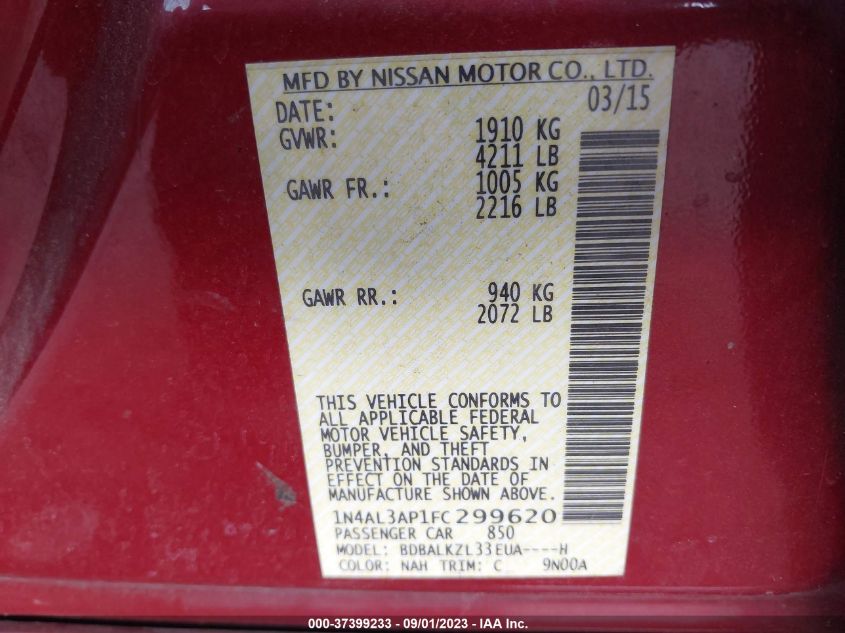 MFD BY NISSAN MOTOR CO., LTD.
DATE: 03/15
GVWR: 1910 KG
4211 LB
GAWR FR.: 1005 KG
2216 LB
GAWR RR.: 940 KG
2072 LB
THIS VEHICLE CONFORMS TO
ALL APPLICABLE FEDERAL
MOTOR VEHICLE SAFETY,
BUMPER, AND THEFT
PREVENTION STANDARDS IN
EFFECT ON THE DATE OF
MANUFACTURE SHOWN ABOVE.
1N4AL3AP1FC299620
PASSENGER CAR 850
MODEL: BDBALKZL33EUA----H
COLOR: NAH TRIM: C 9N00A
000-37399233 - 09/01/2023 - IAA Inc.